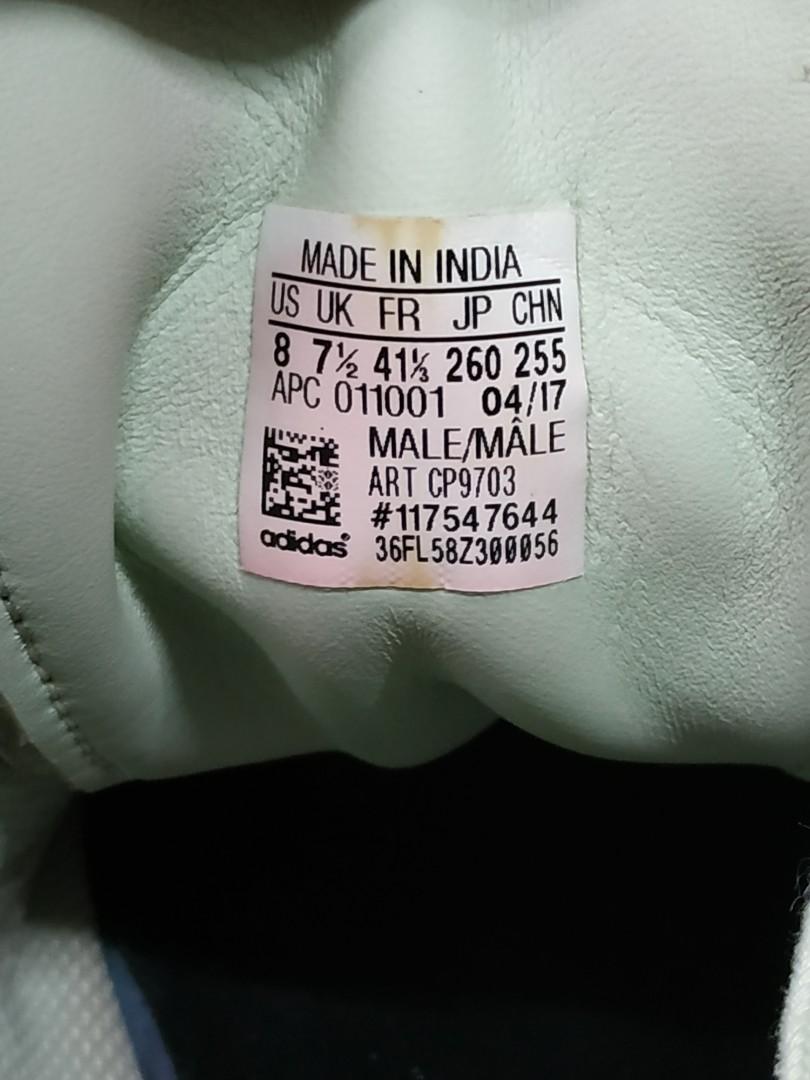 MADE IN INDIA
US UK FR JP CHN
8 7½ 41⅓ 260 255
APC 011001 04/17
MALE/MÂLE
ART CP9703
#117547644
adidas® 36FL58Z300056